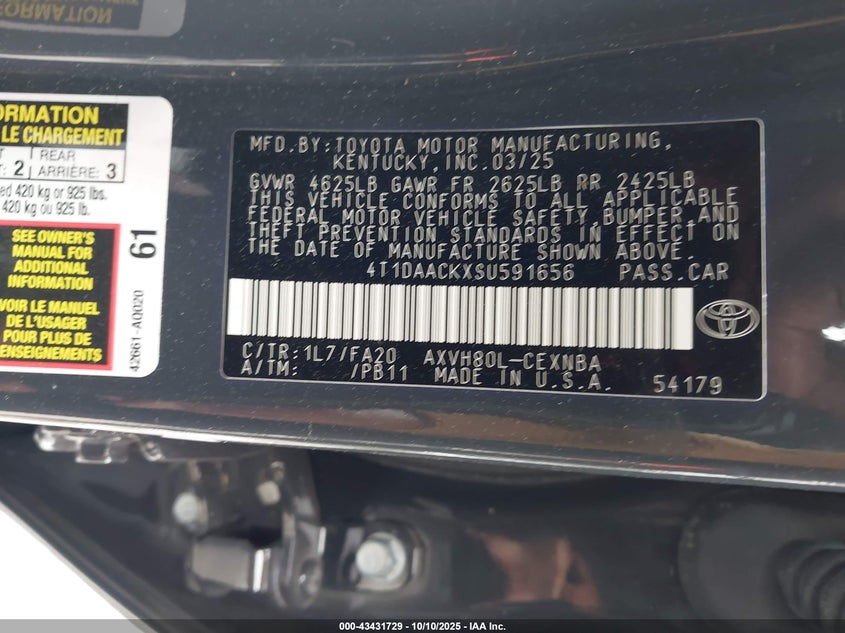 FORMATION
INFORMATION
ORMATION
LE CHARGEMENT
REAR
2 ARRIÈRE: 3
ed 420 kg or 925 lbs.
420 kg ou 925 lb.
SEE OWNER'S
MANUAL FOR
ADDITIONAL
INFORMATION
VOIR LE MANUEL
DE L'USAGER
POUR PLUS DE
RENSEIGNEMENTS
61
42661-A0020
MFD.BY:TOYOTA MOTOR MANUFACTURING,
KENTUCKY,INC.03/25
GVWR 4625LB GAWR FR 2625LB RR 2425LB
THIS VEHICLE CONFORMS TO ALL APPLICABLE
FEDERAL MOTOR VEHICLE SAFETY,BUMPER,AND
THEFT PREVENTION STANDARDS IN EFFECT ON
THE DATE OF MANUFACTURE SHOWN ABOVE.
4T1DAACKXSU591656 PASS.CAR
C/TR:1L7/FA20 AXVH80L-CEXNBA
A/TM: /PB11 MADE IN U.S.A. 54179
000-43431729 - 10/10/2025 - IAA Inc.